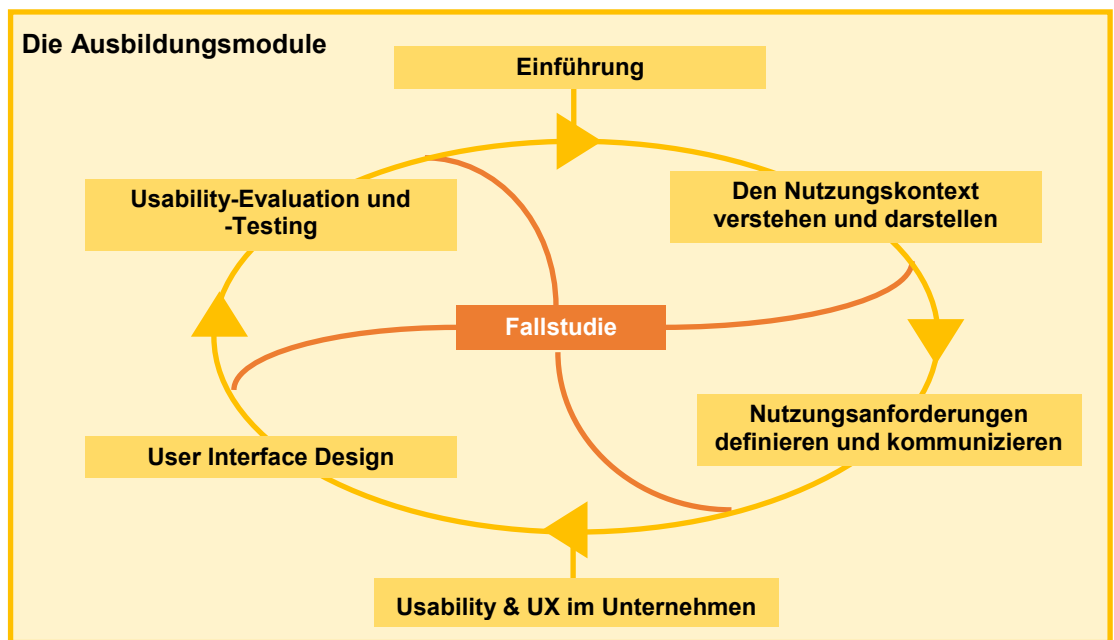 Die Ausbildungsmodule
Einführung
Den Nutzungskontext
verstehen und darstellen
Usability-Evaluation und
-Testing
Fallstudie
Nutzungsanforderungen
definieren und kommunizieren
User Interface Design
Usability & UX im Unternehmen